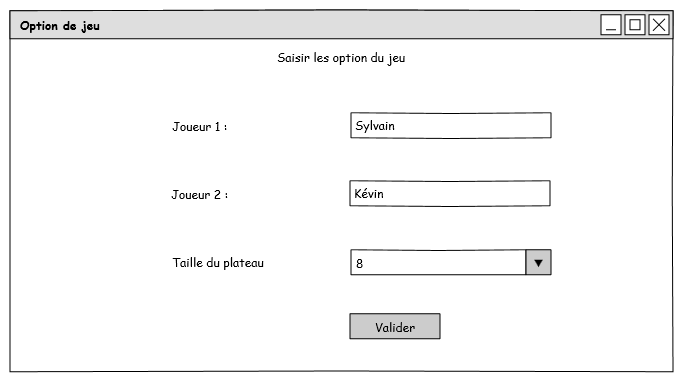 Option de jeu
Saisir les option du jeu
Joueur 1 : Sylvain
Joueur 2 : Kévin
Taille du plateau 8
Valider